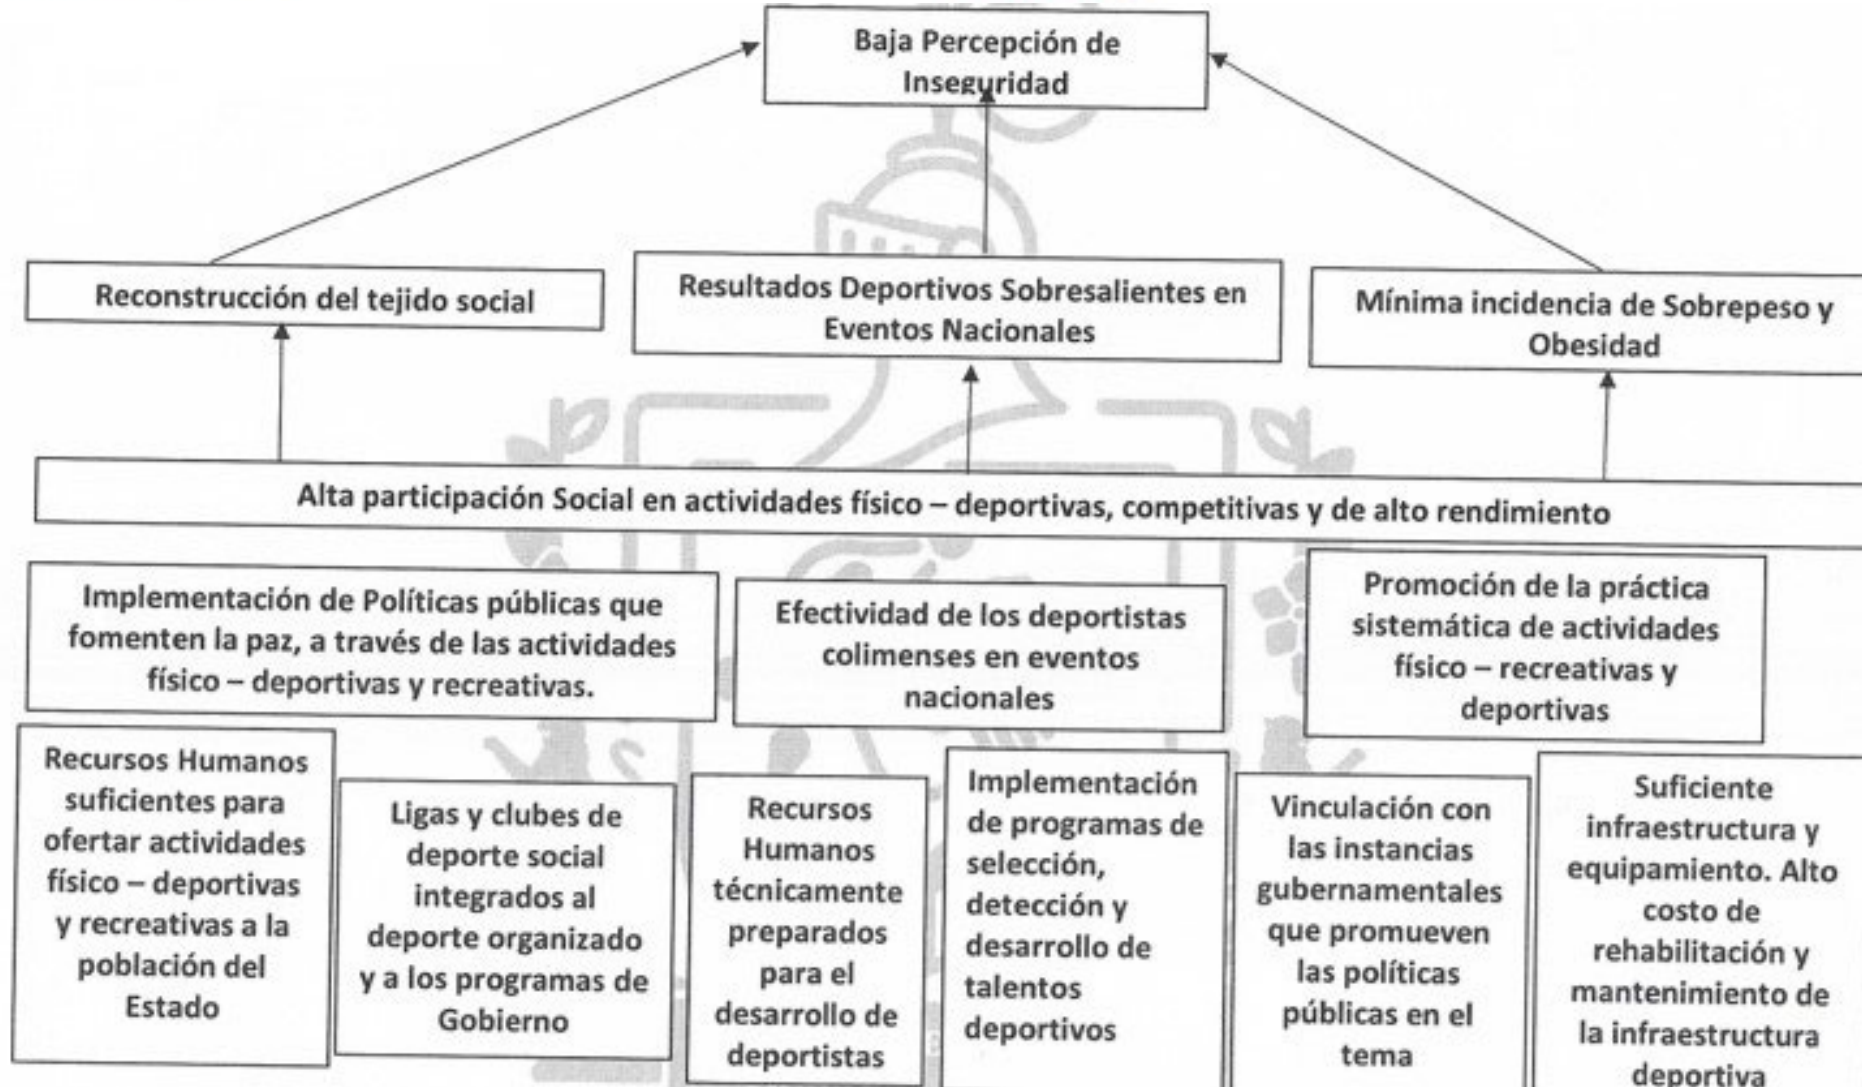 Baja Percepción de
Inseguridad
Reconstrucción del tejido social
Resultados Deportivos Sobresalientes en
Eventos Nacionales
Mínima incidencia de Sobrepeso y
Obesidad
Alta participación Social en actividades físico – deportivas, competitivas y de alto rendimiento
Implementación de Políticas públicas que
fomenten la paz, a través de las actividades
físico – deportivas y recreativas.
Efectividad de los deportistas
colimenses en eventos
nacionales
Promoción de la práctica
sistemática de actividades
físico – recreativas y
deportivas
Recursos Humanos
suficientes para
ofertar actividades
físico – deportivas
y recreativas a la
población del
Estado
Ligas y clubes de
deporte social
integrados al
deporte organizado
y a los programas de
Gobierno
Recursos
Humanos
técnicamente
preparados
para el
desarrollo de
deportistas
Implementación
de programas de
selección,
detección y
desarrollo de
talentos
deportivos
Vinculación con
las instancias
gubernamentales
que promueven
las políticas
públicas en el
tema
Suficiente
infraestructura y
equipamiento. Alto
costo de
rehabilitación y
mantenimiento de
la infraestructura
deportiva